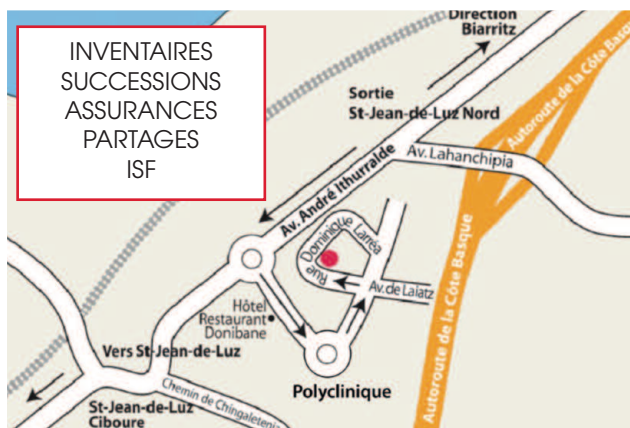 INVENTAIRES
SUCCESSIONS
ASSURANCES
PARTAGES
ISF
Direction
Biarritz
Sortie
St-Jean-de-Luz Nord
Autoroute de la Côte Basque
Av. Lahanchipia
Av. André Ithurralde
Rue Dominique Larréa
Av. de Laiatz
Autoroute de la Côte Basque
Hôtel
Restaurant
Donibane
Vers St-Jean-de-Luz
Polyclinique
Chemin de Chingaletenia
St-Jean-de-Luz
Ciboure